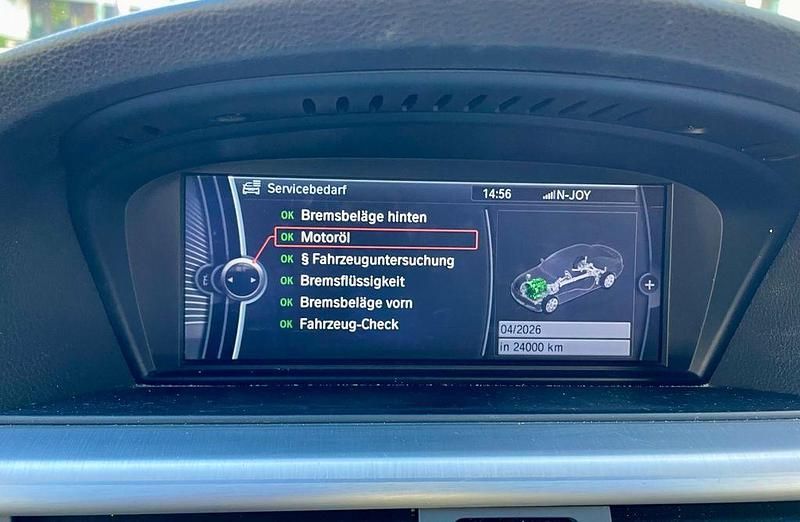 Servicebedarf
14:56
N-JOY
OK Bremsbeläge hinten
OK Motoröl
OK § Fahrzeuguntersuchung
OK Bremsflüssigkeit
OK Bremsbeläge vorn
OK Fahrzeug-Check
04/2026
in 24000 km